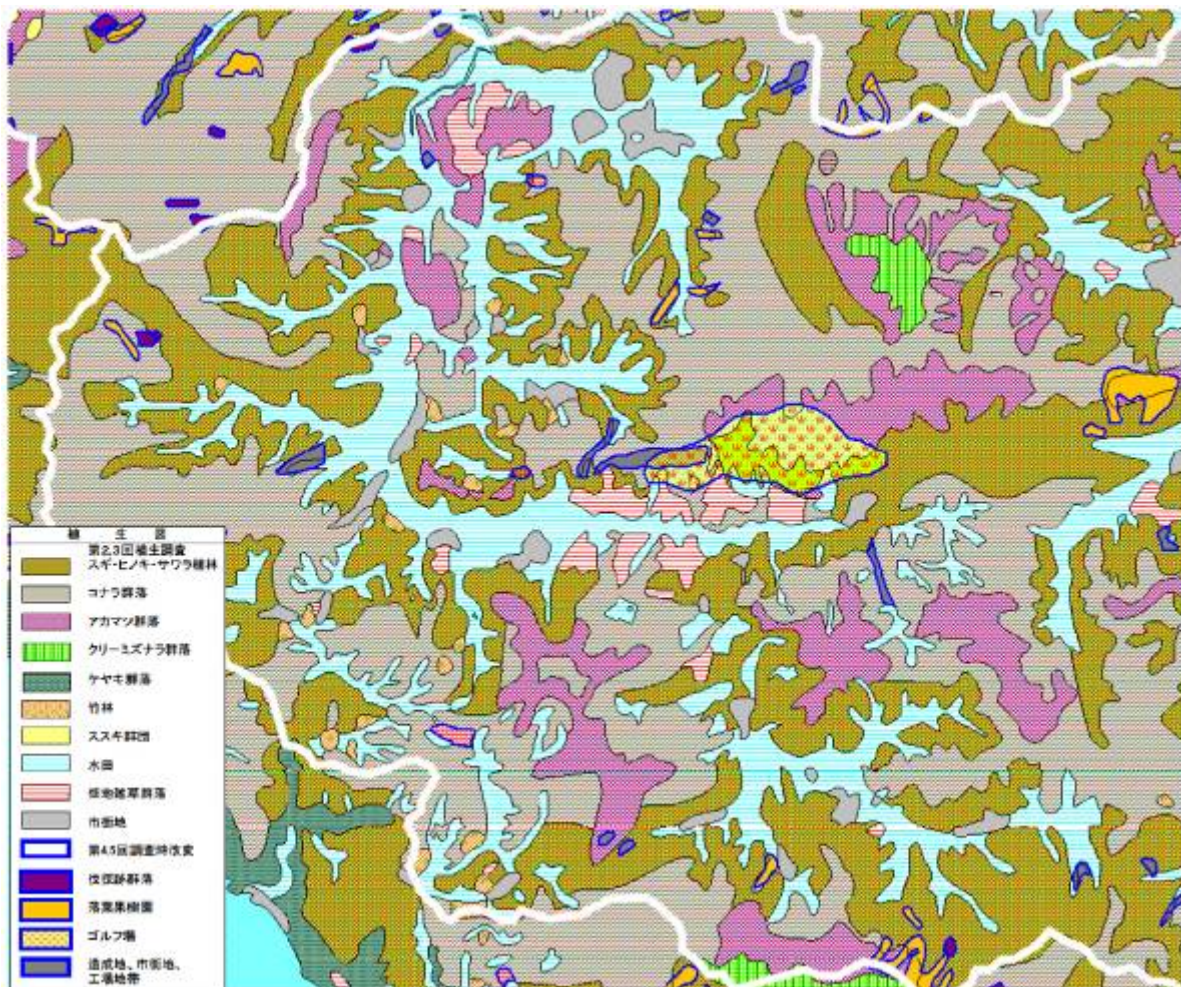 植 生 図
第2,3回植生調査
スギ・ヒノキ・サワラ植林
コナラ群落
アカマツ群落
クリーミズナラ群落
ケヤキ群落
竹林
ススキ群団
水田
畑地雑草群落
市街地
第4,5回調査時改変
伐採跡群落
落葉果樹園
ゴルフ場
造成地、市街地、
工場地帯